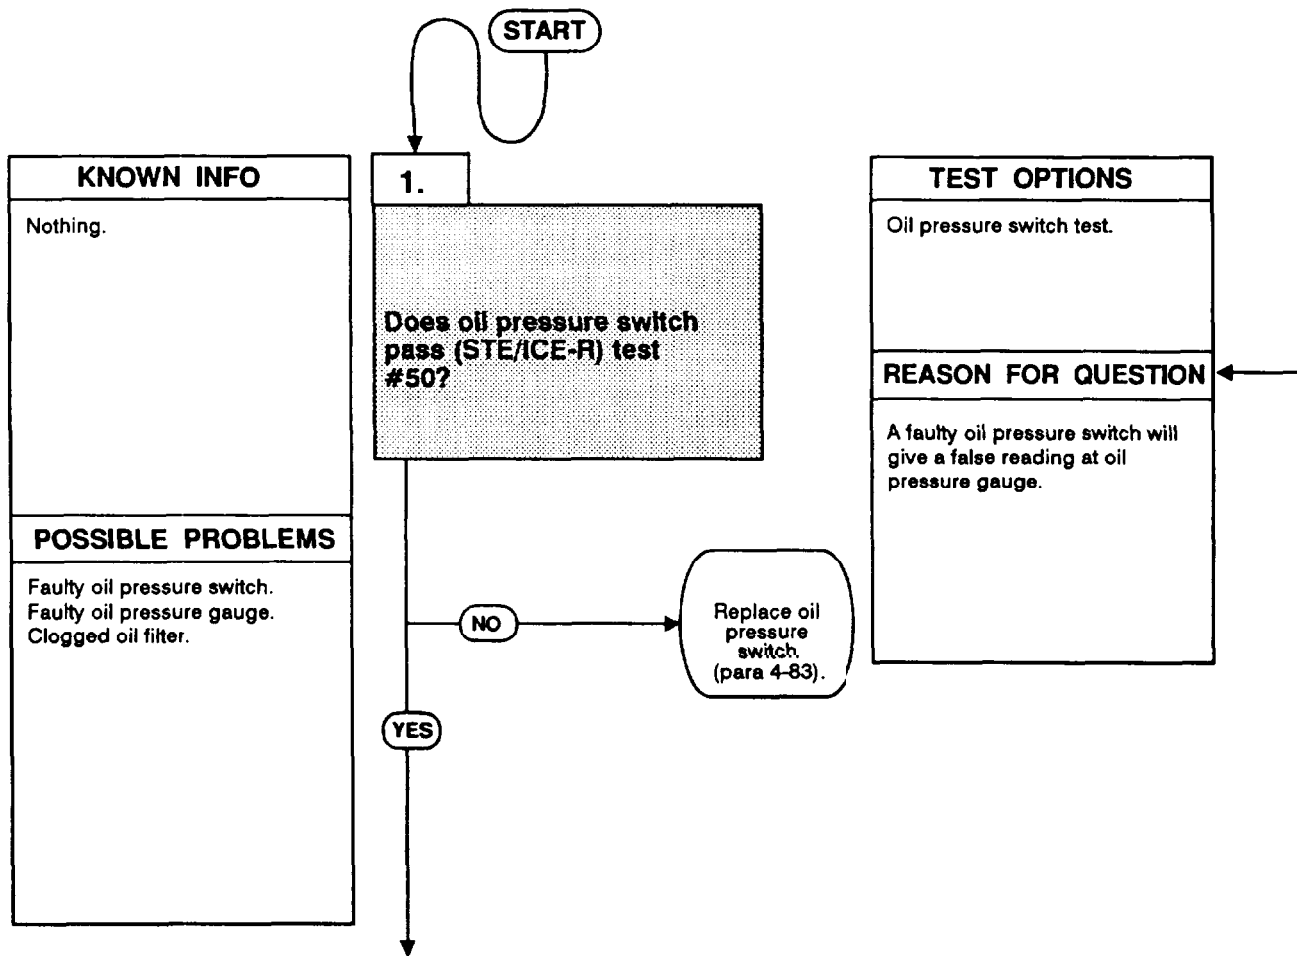 START
KNOWN INFO
Nothing.
POSSIBLE PROBLEMS
Faulty oil pressure switch.
Faulty oil pressure gauge.
Clogged oil filter.
1.
Does oil pressure switch
pass (STE/ICE-R) test
#50?
NO
Replace oil
pressure
switch.
(para 4-83).
YES
TEST OPTIONS
Oil pressure switch test.
REASON FOR QUESTION
A faulty oil pressure switch will
give a false reading at oil
pressure gauge.